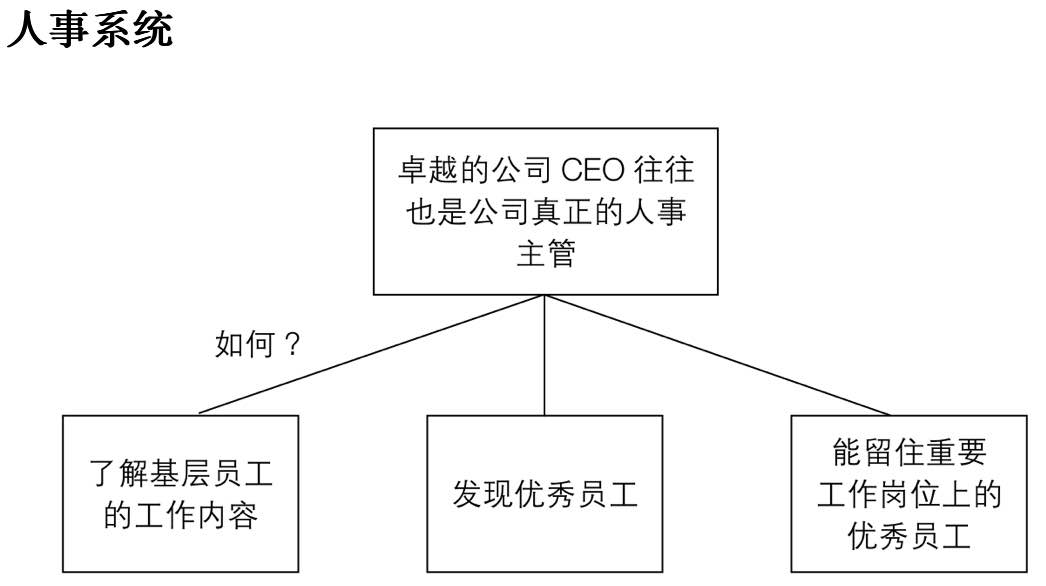 人事系统
卓越的公司 CEO 往往
也是公司真正的人事
主管
如何？
了解基层员工
的工作内容
发现优秀员工
能留住重要
工作岗位上的
优秀员工